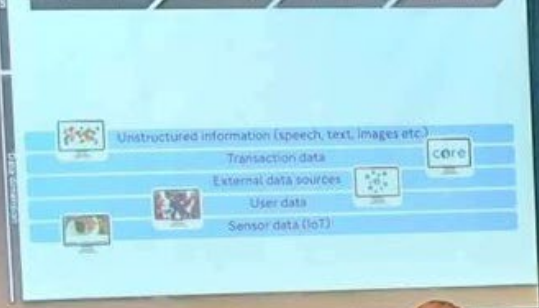 Unstructured information (speech, text, images etc.)
Transaction data
core
External data sources
User data
Sensor data (IoT)